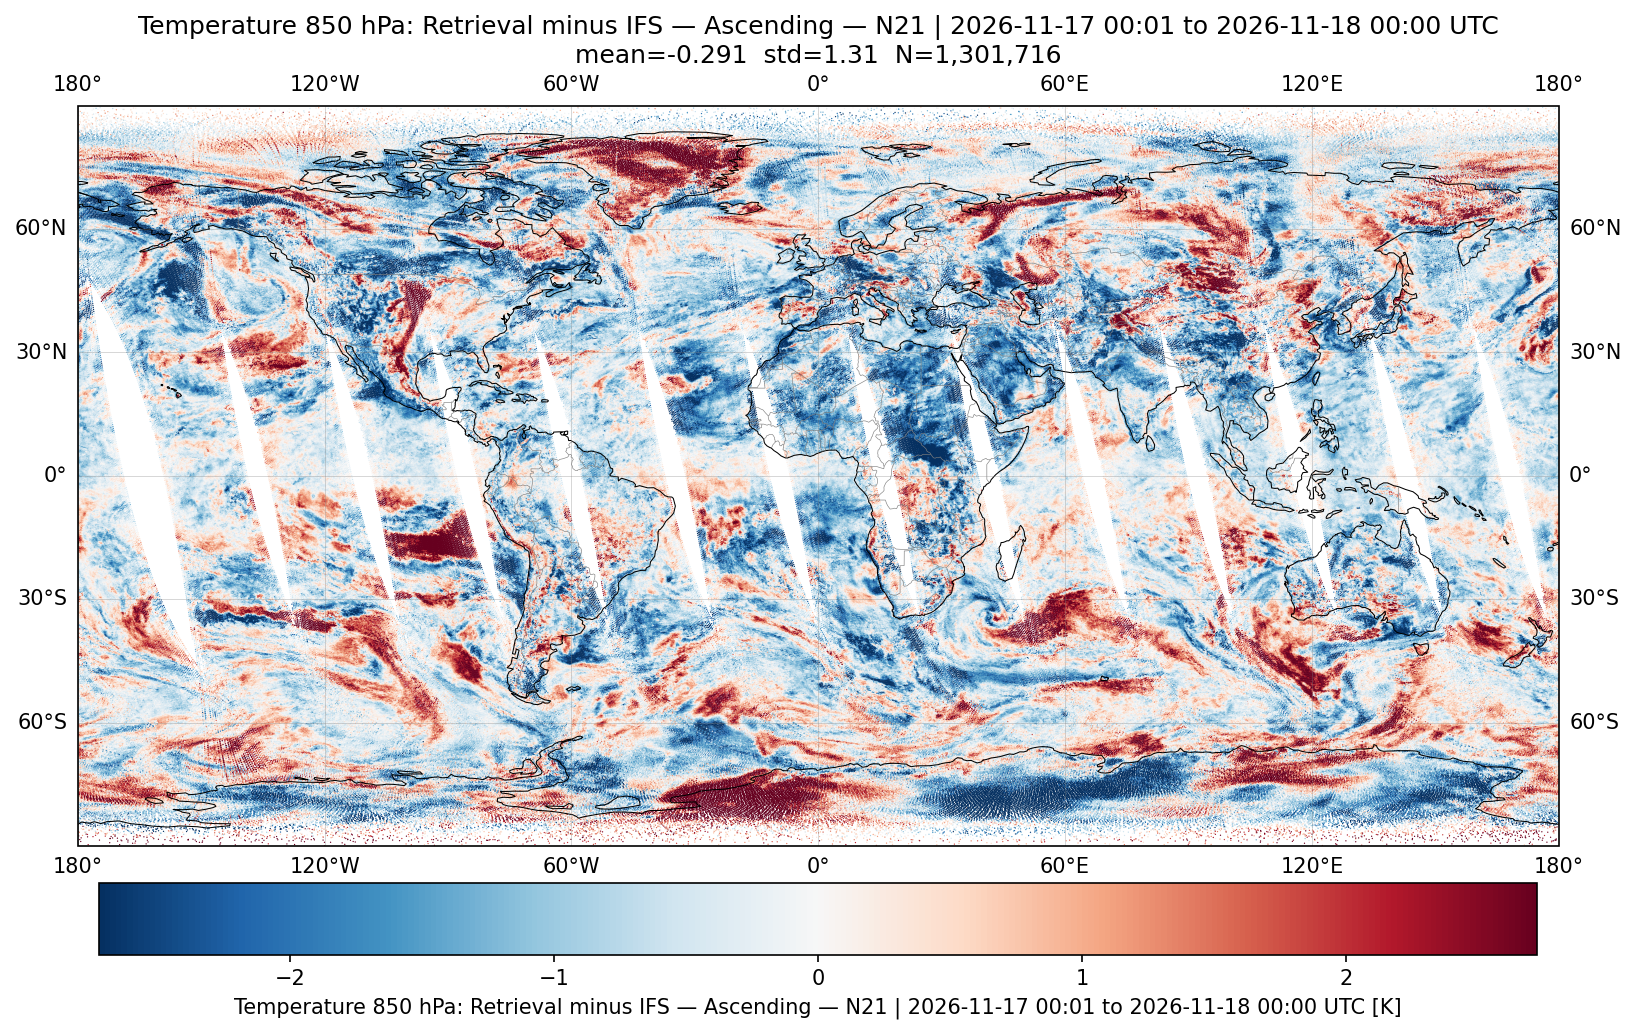 Temperature 850 hPa: Retrieval minus IFS — Ascending — N21 | 2026-11-17 00:01 to 2026-11-18 00:00 UTC
mean=-0.291  std=1.31  N=1,301,716
180° 120°W 60°W 0° 60°E 120°E 180°
60°N 60°N
30°N 30°N
0° 0°
30°S 30°S
60°S 60°S
180° 120°W 60°W 0° 60°E 120°E 180°
−2 −1 0 1 2
Temperature 850 hPa: Retrieval minus IFS — Ascending — N21 | 2026-11-17 00:01 to 2026-11-18 00:00 UTC [K]